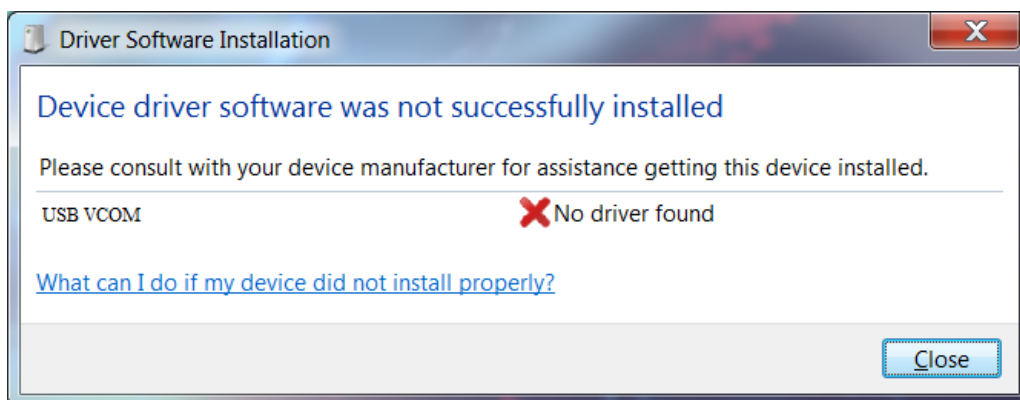 Driver Software Installation
Device driver software was not successfully installed
Please consult with your device manufacturer for assistance getting this device installed.
USB VCOM No driver found
What can I do if my device did not install properly?
Close